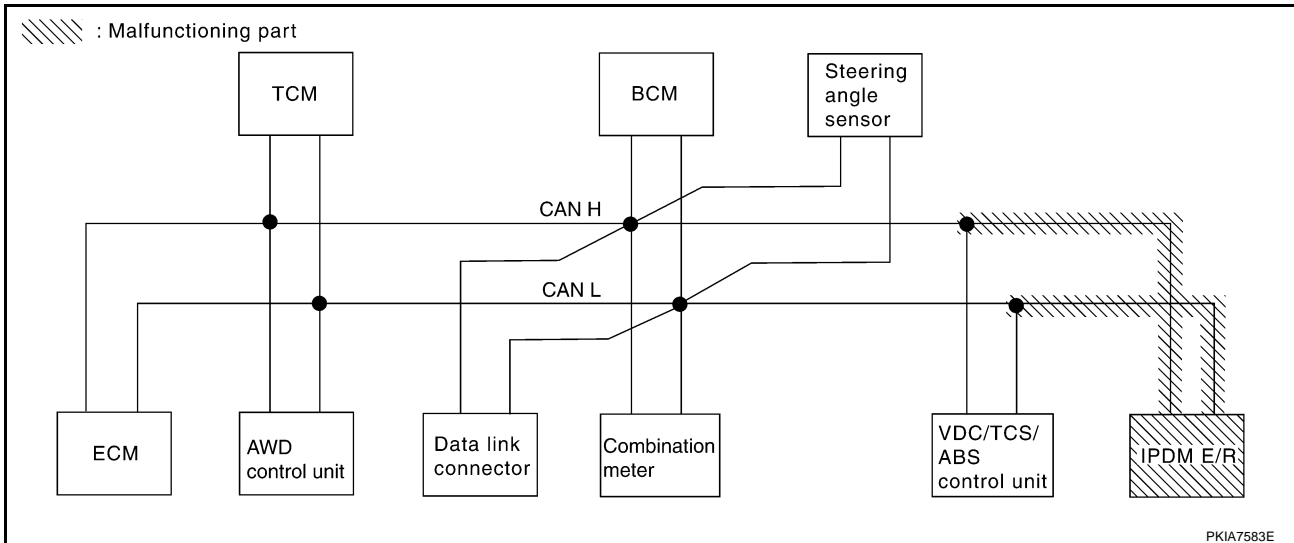 : Malfunctioning part
TCM
BCM
Steering
angle
sensor
CAN H
CAN L
ECM
AWD
control unit
Data link
connector
Combination
meter
VDC/TCS/
ABS
control unit
IPDM E/R
PKIA7583E